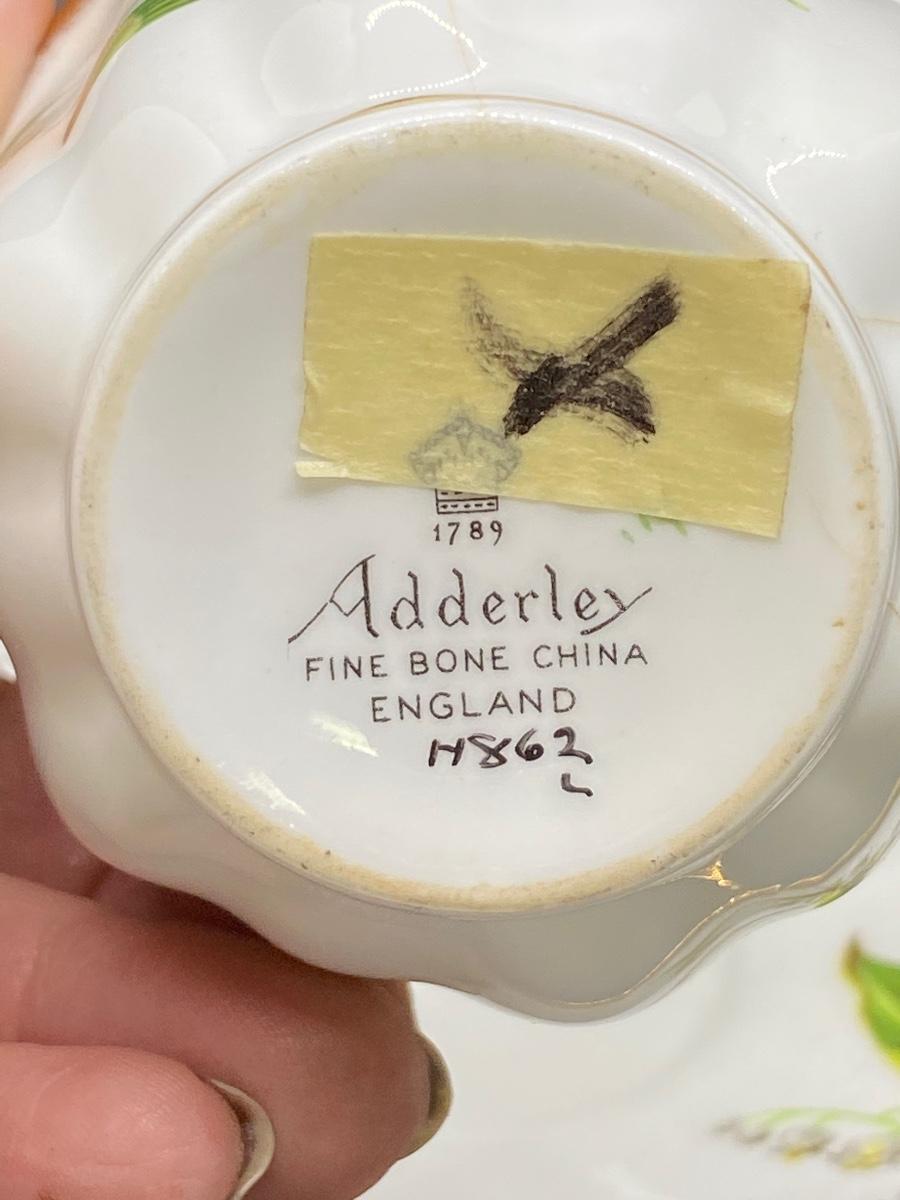 X
1789
Adderley
FINE BONE CHINA
ENGLAND
H862
L